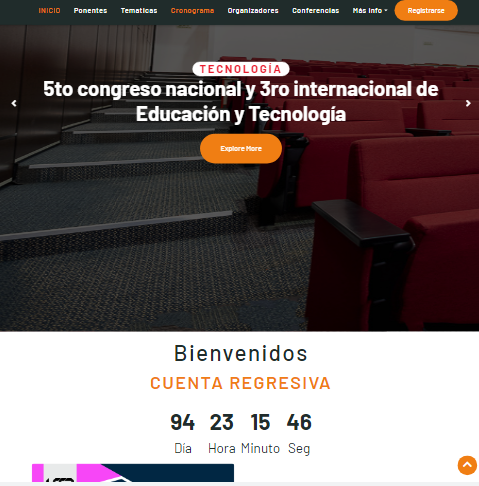 INICIO Ponentes Tematicas Cronograma Organizadores Conferencias Más Info Registrarse
TECNOLOGÍA
5to congreso nacional y 3ro internacional de
Educación y Tecnología
Explore More
Bienvenidos
CUENTA REGRESIVA
94 23 15 46
Día Hora Minuto Seg